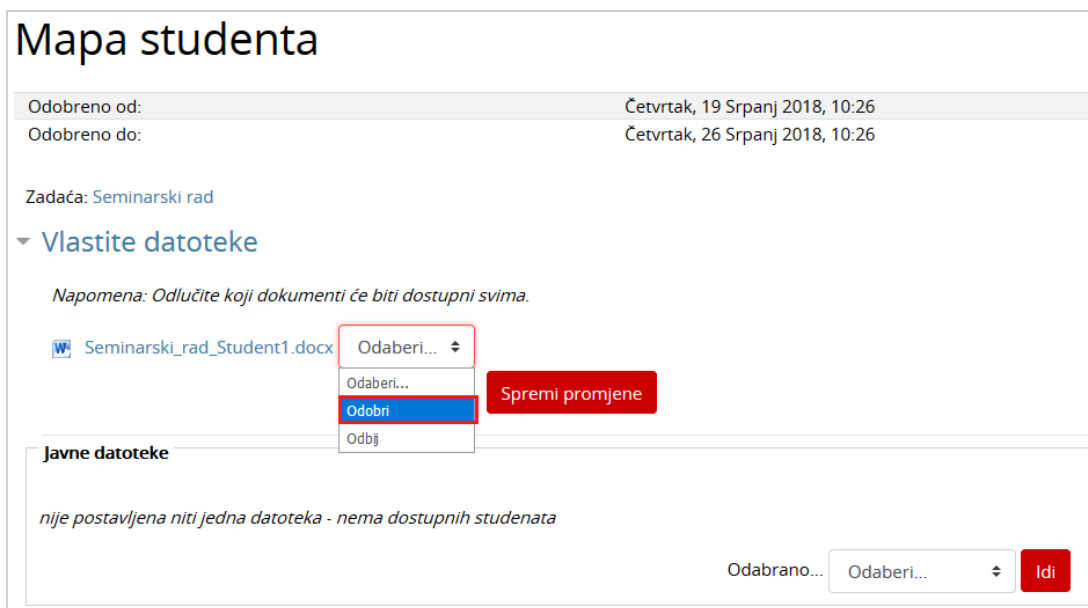 Mapa studenta
Odobreno od: Četvrtak, 19 Srpanj 2018, 10:26
Odobreno do: Četvrtak, 26 Srpanj 2018, 10:26
Zadaća: Seminarski rad
Vlastite datoteke
Napomena: Odlučite koji dokumenti će biti dostupni svima.
Seminarski_rad_Student1.docx Odaberi...
Odaberi...
Spremi promjene
Odobri
Odbij
Javne datoteke
nije postavljena niti jedna datoteka - nema dostupnih studenata
Odabrano... Odaberi... Idi